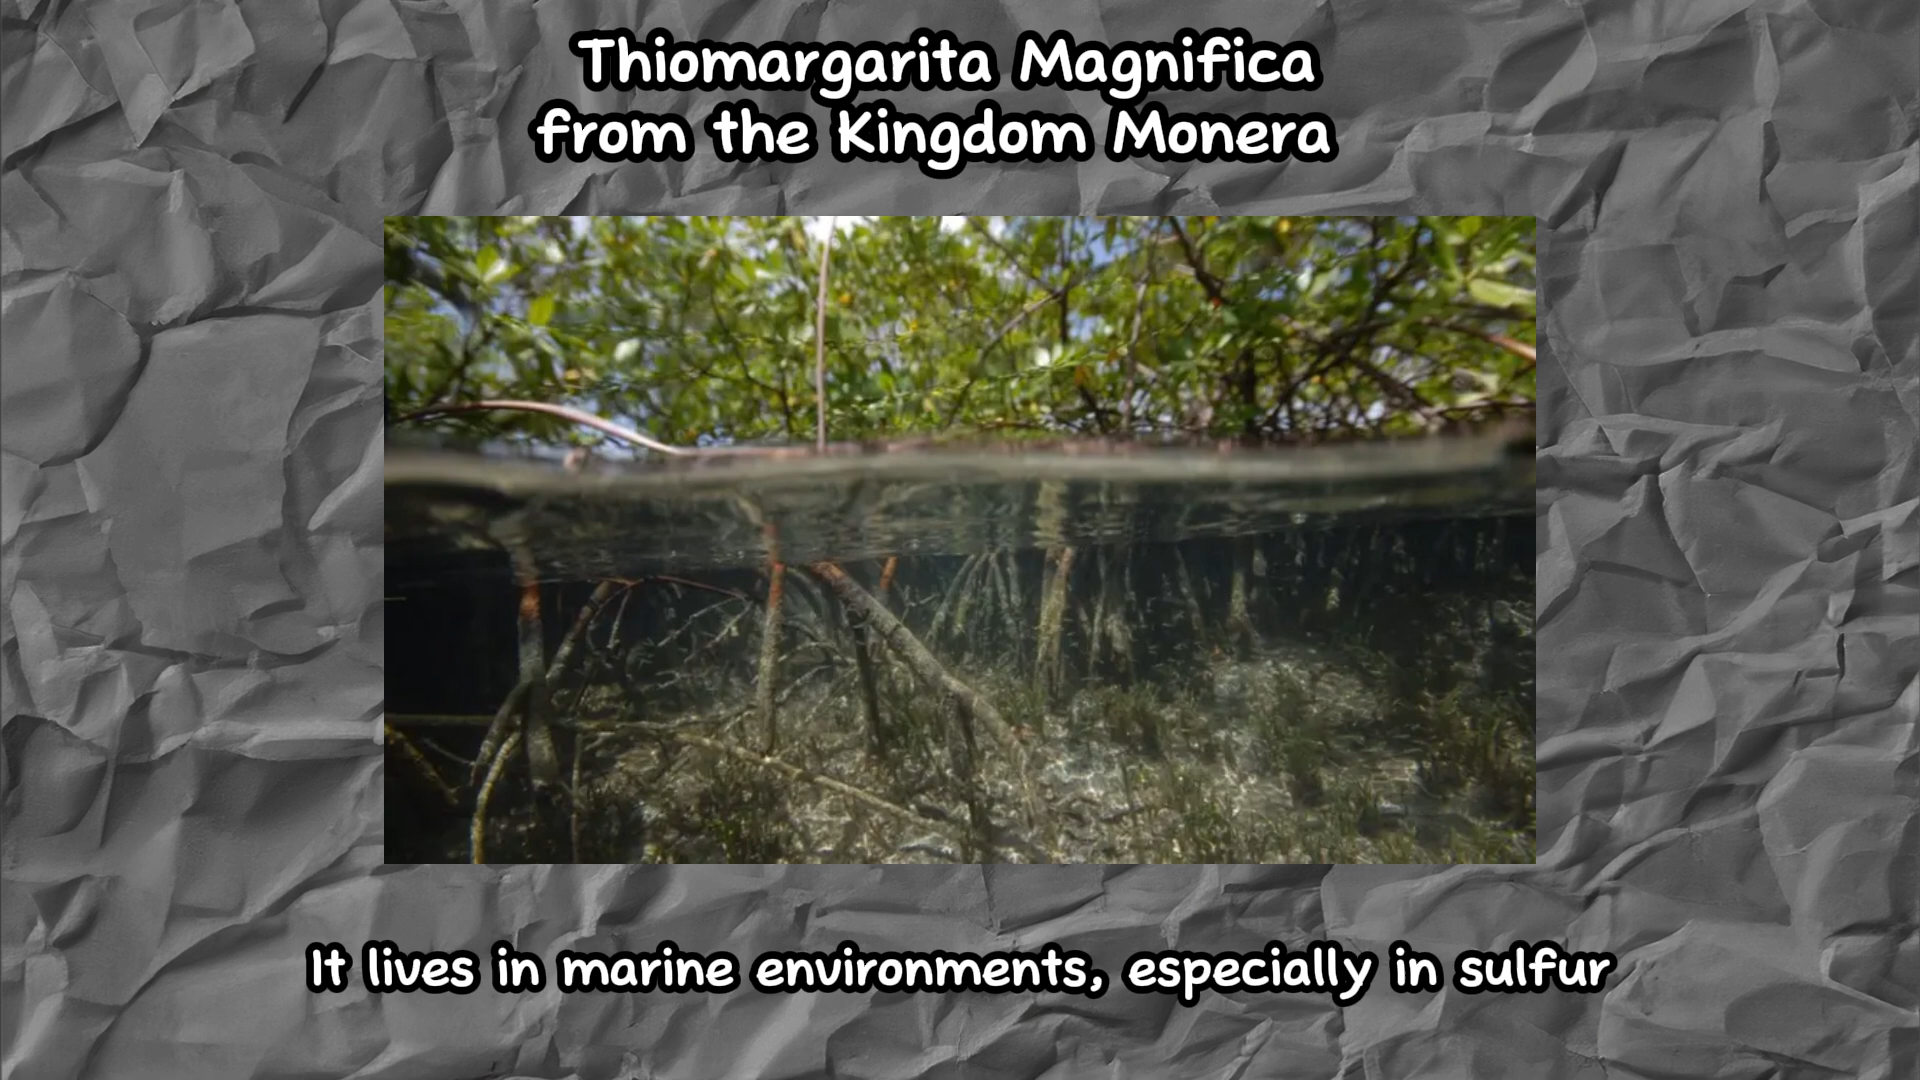 Thiomargarita Magnifica
from the Kingdom Monera
It lives in marine environments, especially in sulfur